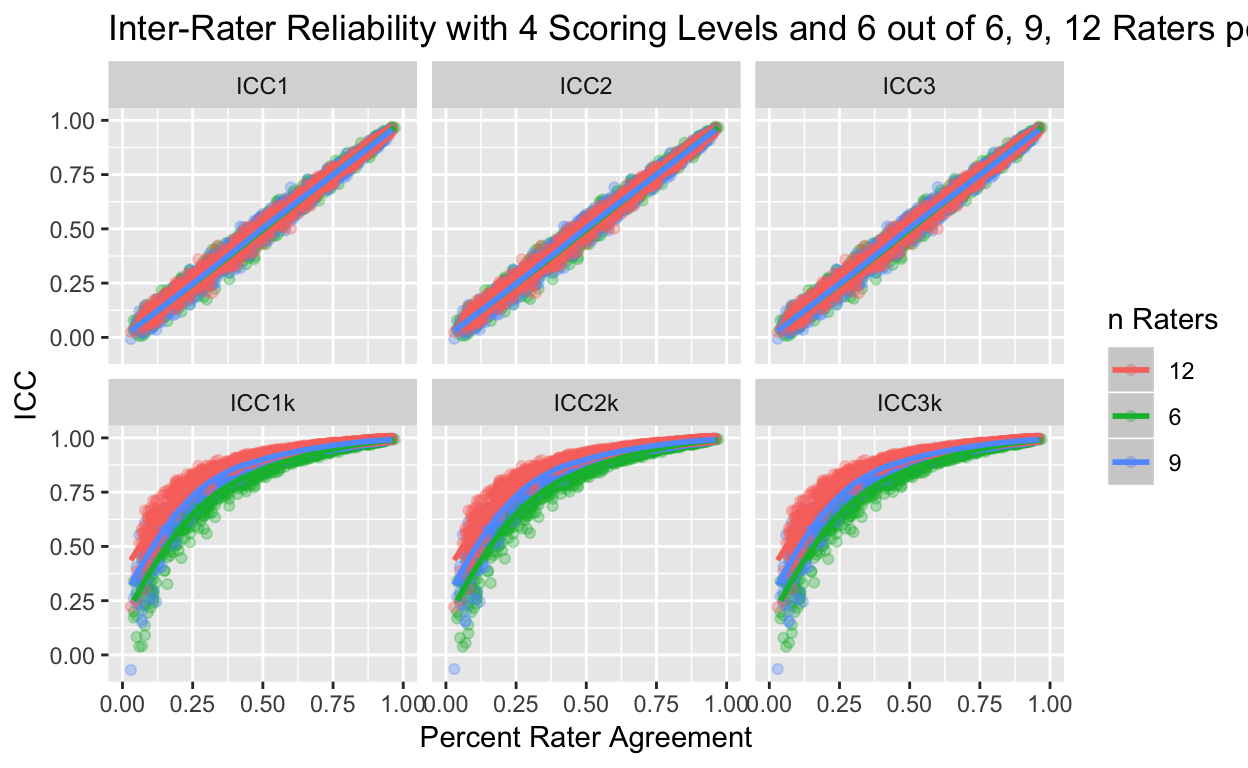 Inter-Rater Reliability with 4 Scoring Levels and 6 out of 6, 9, 12 Raters
ICC1 ICC2 ICC3
1.00
0.75
0.50
0.25
0.00
ICC
ICC1k ICC2k ICC3k
1.00
0.75
0.50
0.25
0.00
0.00 0.25 0.50 0.75 1.00 0.00 0.25 0.50 0.75 1.00 0.00 0.25 0.50 0.75 1.00
Percent Rater Agreement
n Raters
12
6
9